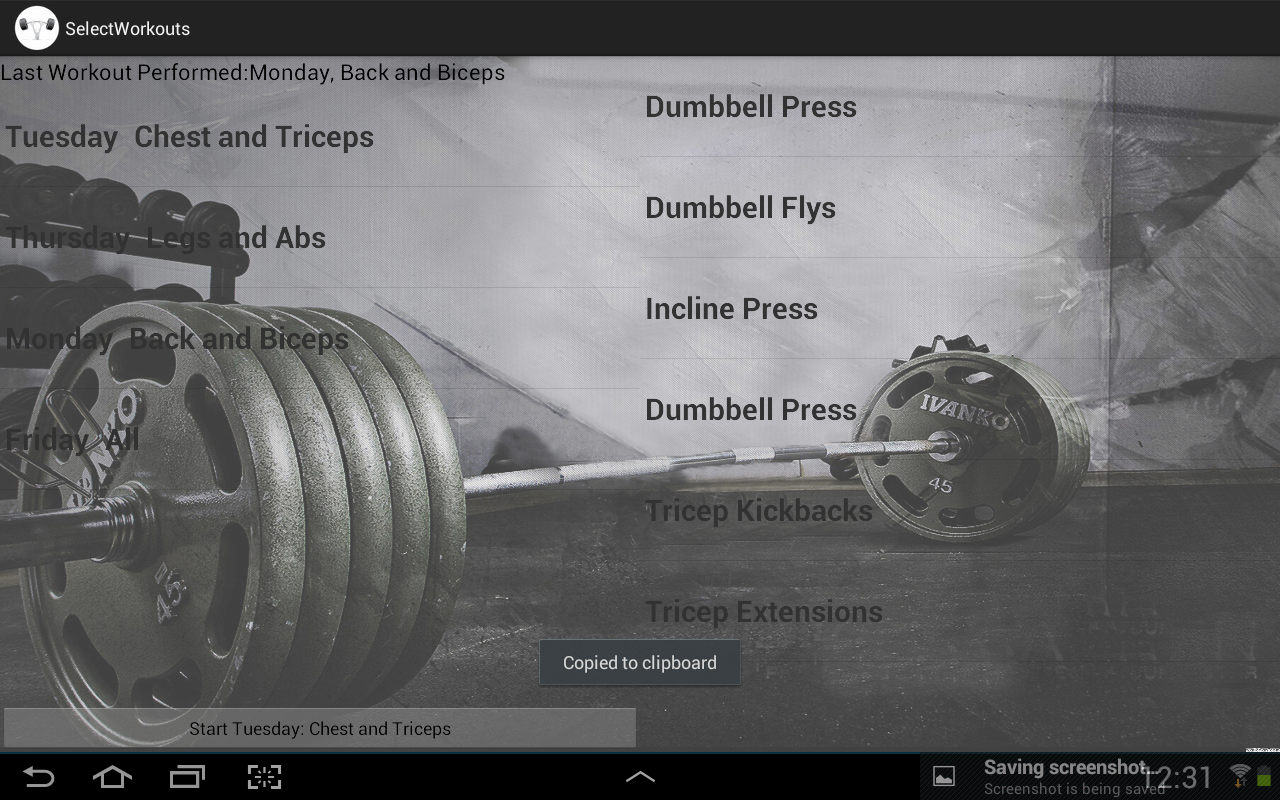 SelectWorkouts
Last Workout Performed:Monday, Back and Biceps
Tuesday  Chest and Triceps
Thursday  Legs and Abs
Monday  Back and Biceps
Friday  All
Dumbbell Press
Dumbbell Flys
Incline Press
Dumbbell Press
Tricep Kickbacks
Tricep Extensions
IVANKO
45
45
Copied to clipboard
Start Tuesday: Chest and Triceps
Saving screenshot...
Screenshot is being saved
12:31